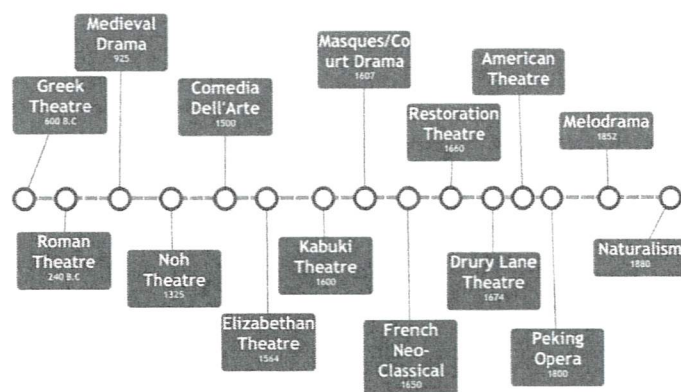 Greek
Theatre
600 B.C
Roman
Theatre
240 B.C
Medieval
Drama
925
Noh
Theatre
1325
Comedia
Dell'Arte
1500
Elizabethan
Theatre
1564
Kabuki
Theatre
1600
Masques/Co
urt Drama
1607
French
Neo-
Classical
1650
Restoration
Theatre
1660
Drury Lane
Theatre
1674
American
Theatre
Peking
Opera
1800
Melodrama
1852
Naturalism
1880